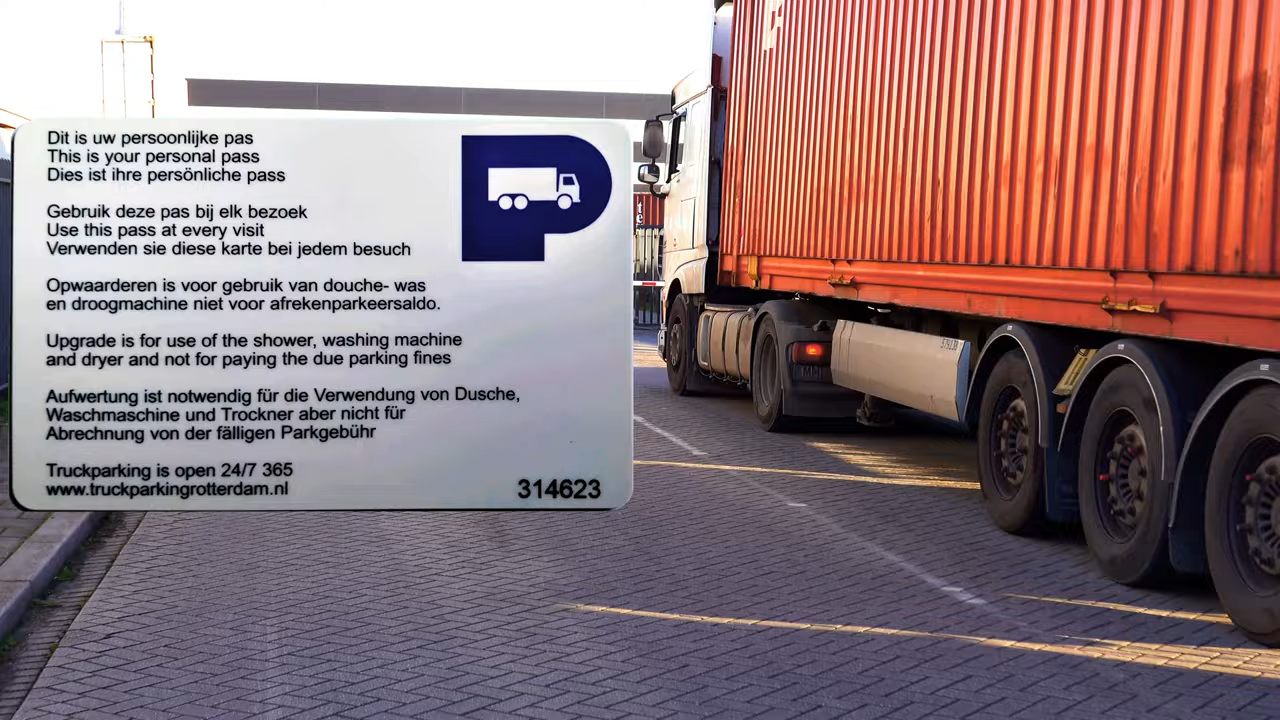 Dit is uw persoonlijke pas
This is your personal pass
Dies ist ihre persönliche pass
Gebruik deze pas bij elk bezoek
Use this pass at every visit
Verwenden sie diese karte bei jedem besuch
Opwaarderen is voor gebruik van douche- was
en droogmachine niet voor afrekenparkeersaldo.
Upgrade is for use of the shower, washing machine
and dryer and not for paying the due parking fines
Aufwertung ist notwendig für die Verwendung von Dusche,
Waschmaschine und Trockner aber nicht für
Abrechnung von der fälligen Parkgebühr
Truckparking is open 24/7 365
www.truckparkingrotterdam.nl
314623
P